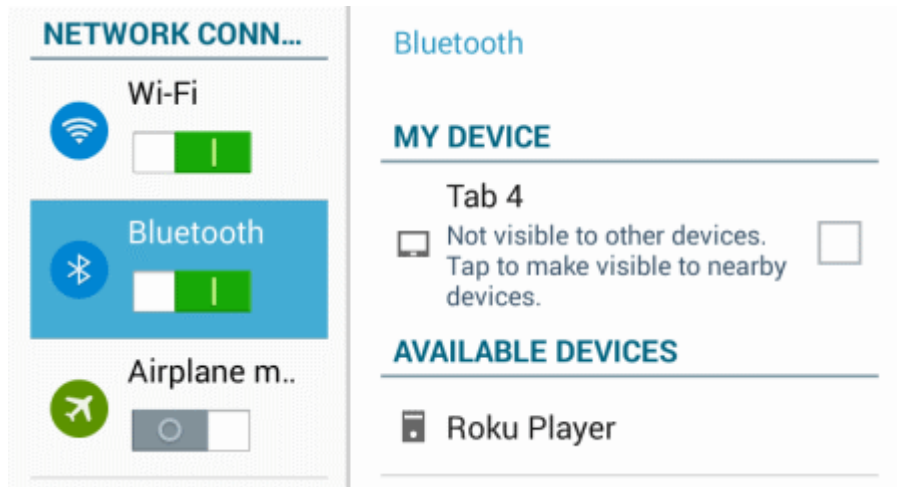 NETWORK CONN...
Wi-Fi
Bluetooth
Airplane m..
Bluetooth
MY DEVICE
Tab 4
Not visible to other devices.
Tap to make visible to nearby
devices.
AVAILABLE DEVICES
Roku Player